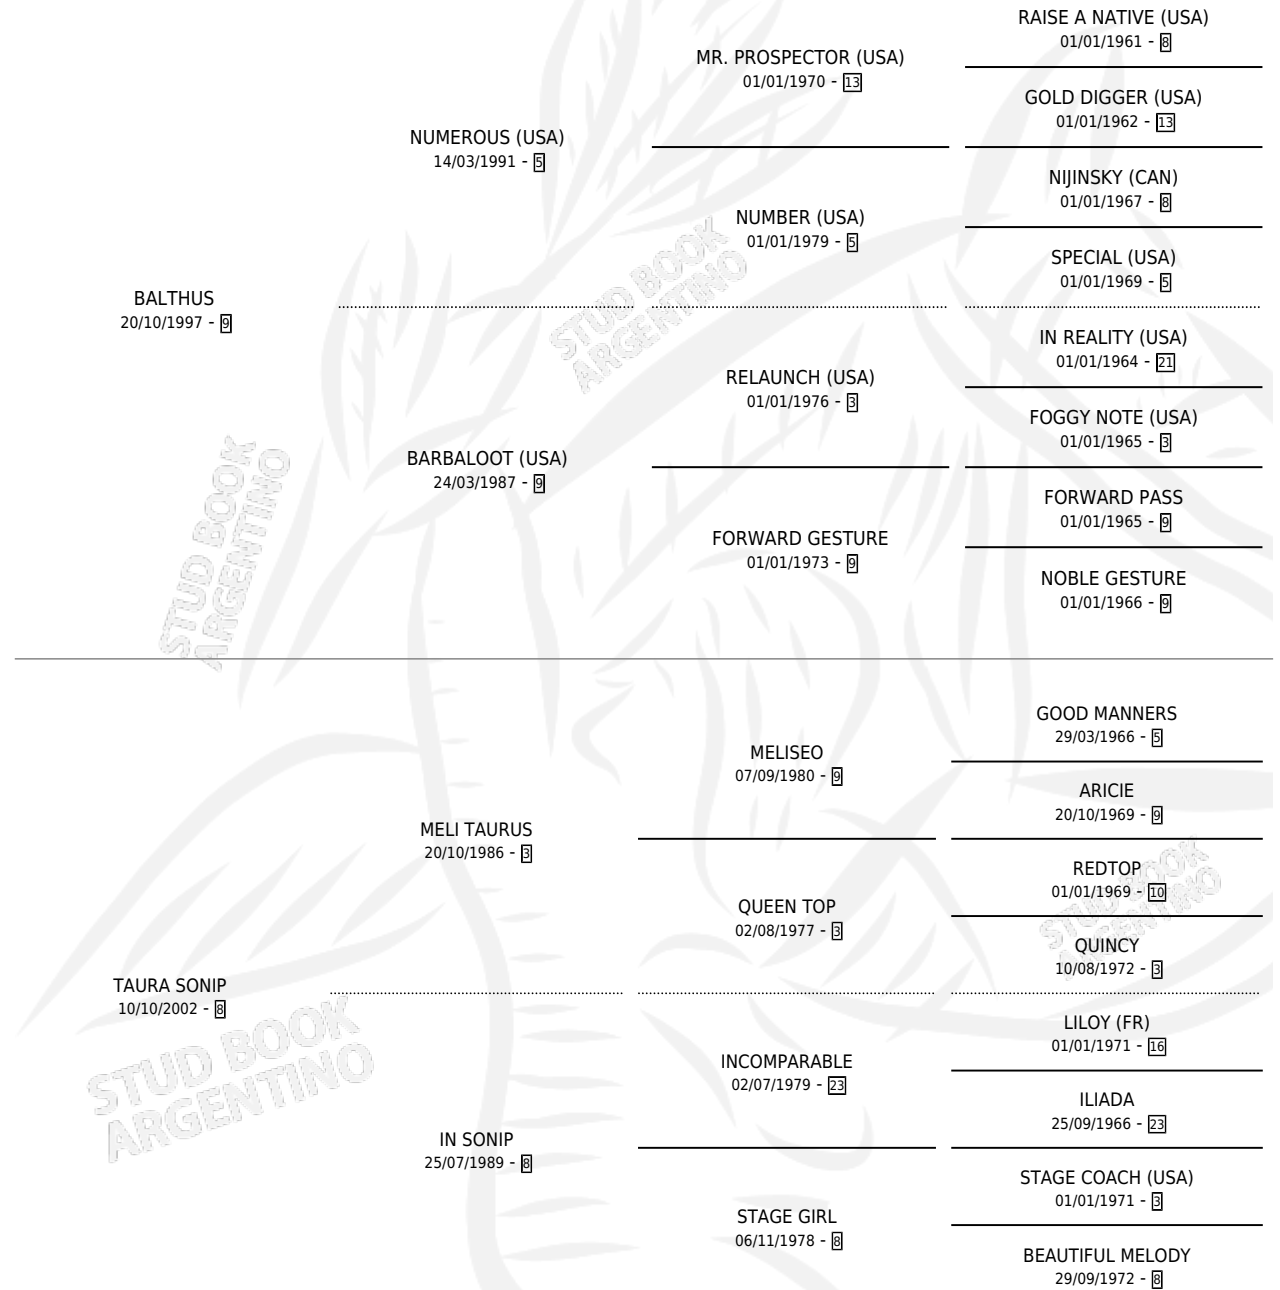 RAISE A NATIVE (USA)
01/01/1961 - 8
MR. PROSPECTOR (USA)
01/01/1970 - 13
GOLD DIGGER (USA)
01/01/1962 - 13
NUMEROUS (USA)
14/03/1991 - 5
NIJINSKY (CAN)
01/01/1967 - 8
NUMBER (USA)
01/01/1979 - 5
SPECIAL (USA)
01/01/1969 - 5
BALTHUS
20/10/1997 - 9
IN REALITY (USA)
01/01/1964 - 21
RELAUNCH (USA)
01/01/1976 - 3
FOGGY NOTE (USA)
01/01/1965 - 3
BARBALOOT (USA)
24/03/1987 - 9
FORWARD PASS
01/01/1965 - 9
FORWARD GESTURE
01/01/1973 - 9
NOBLE GESTURE
01/01/1966 - 9
GOOD MANNERS
29/03/1966 - 5
MELISEO
07/09/1980 - 9
ARICIE
20/10/1969 - 9
MELI TAURUS
20/10/1986 - 3
REDTOP
01/01/1969 - 10
QUEEN TOP
02/08/1977 - 3
QUINCY
10/08/1972 - 3
TAURA SONIP
10/10/2002 - 8
LILOY (FR)
01/01/1971 - 16
INCOMPARABLE
02/07/1979 - 23
ILIADA
25/09/1966 - 23
IN SONIP
25/07/1989 - 8
STAGE COACH (USA)
01/01/1971 - 3
STAGE GIRL
06/11/1978 - 8
BEAUTIFUL MELODY
29/09/1972 - 8
STUD BOOK
ARGENTINO
STUD BOOK
ARGENTINO
STUD BOOK
ARGENTINO
STUD BOOK
ARGENTINO